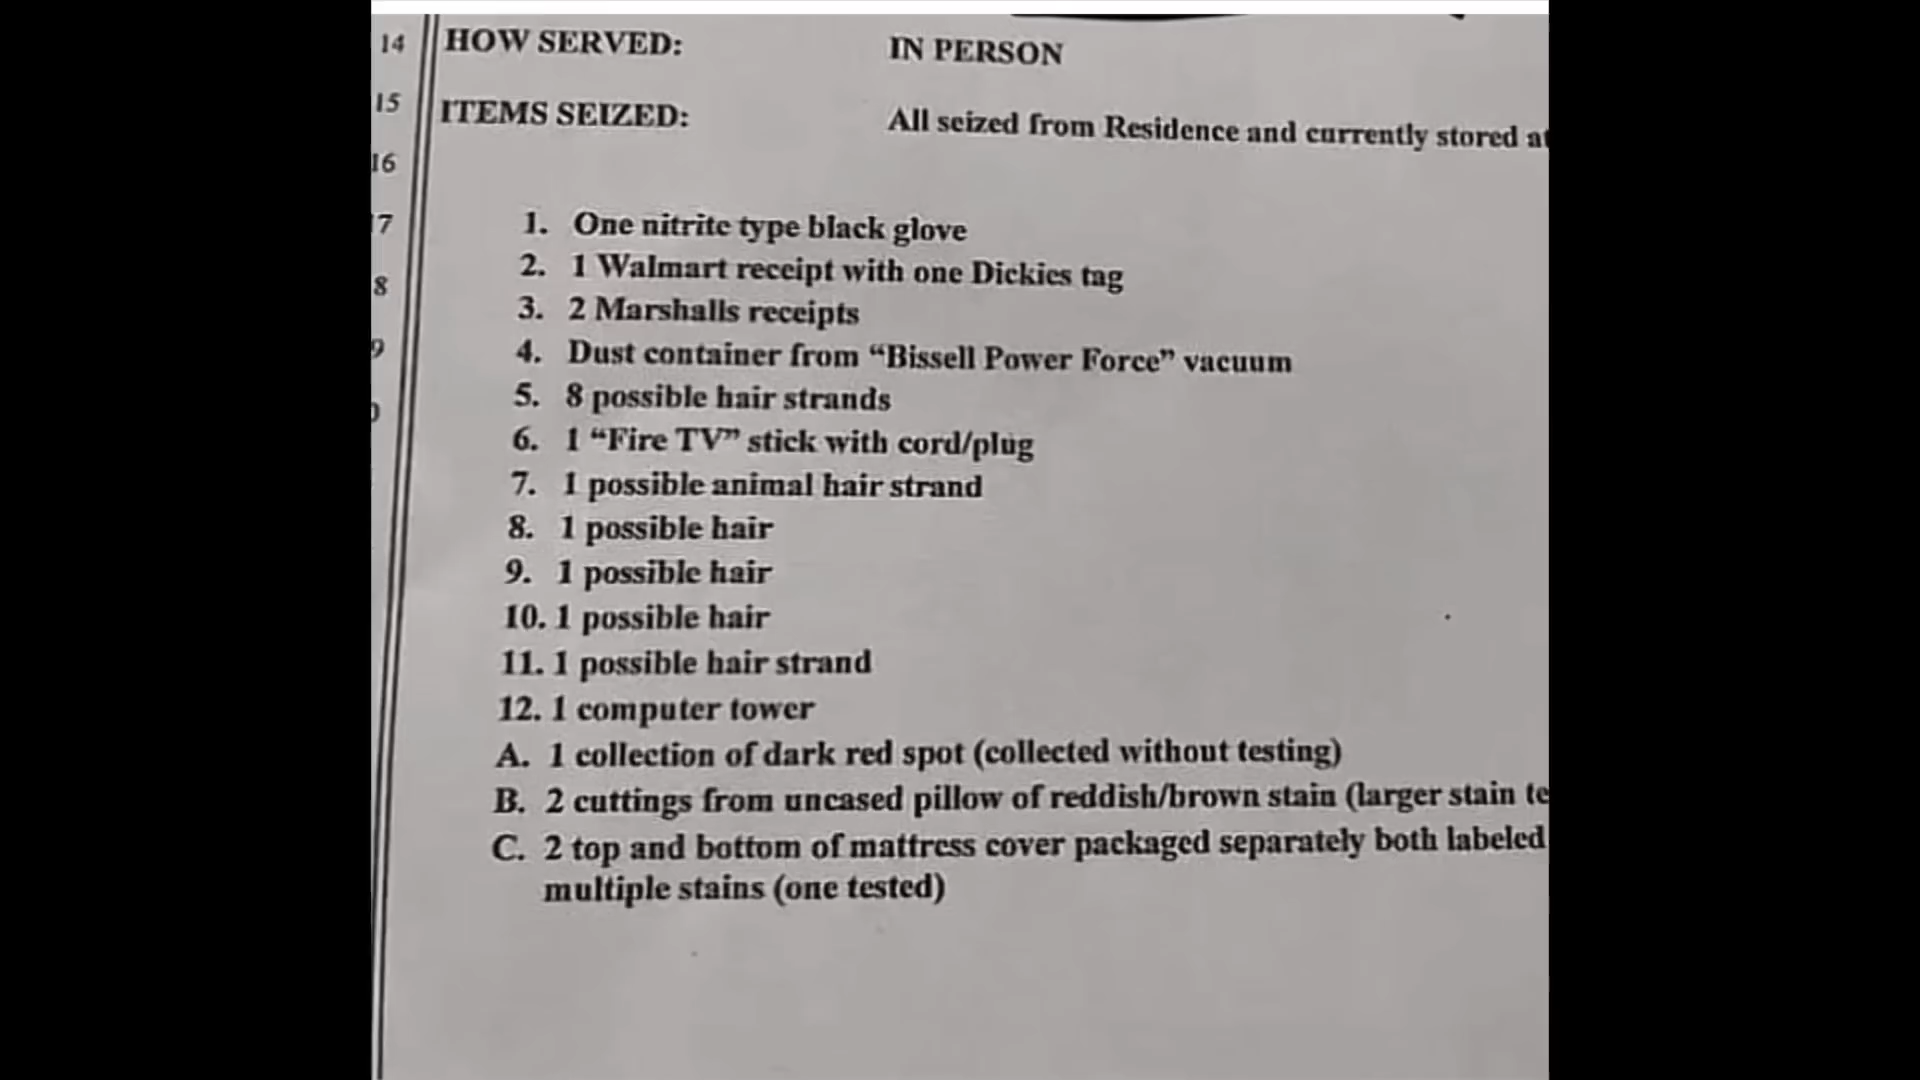 14 HOW SERVED: IN PERSON
15 ITEMS SEIZED: All seized from Residence and currently stored at
16
7 1. One nitrite type black glove
2. 1 Walmart receipt with one Dickies tag
8 3. 2 Marshalls receipts
9 4. Dust container from “Bissell Power Force” vacuum
5. 8 possible hair strands
6. 1 “Fire TV” stick with cord/plug
7. 1 possible animal hair strand
8. 1 possible hair
9. 1 possible hair
10. 1 possible hair
11. 1 possible hair strand
12. 1 computer tower
A. 1 collection of dark red spot (collected without testing)
B. 2 cuttings from uncased pillow of reddish/brown stain (larger stain te
C. 2 top and bottom of mattress cover packaged separately both labeled
multiple stains (one tested)